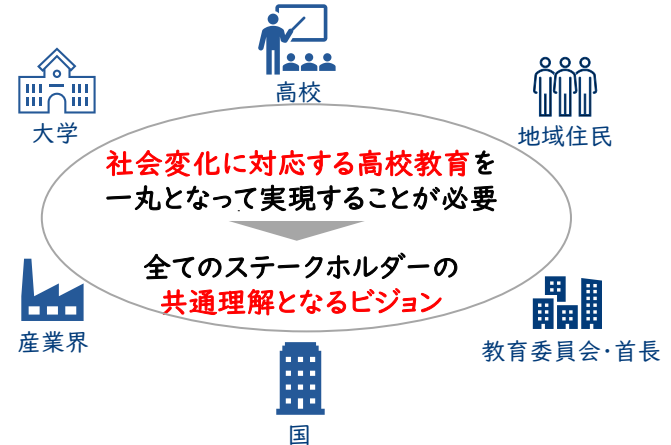 高校
大学
地域住民
社会変化に対応する高校教育を
一丸となって実現することが必要
全てのステークホルダーの
共通理解となるビジョン
産業界
教育委員会・首長
国